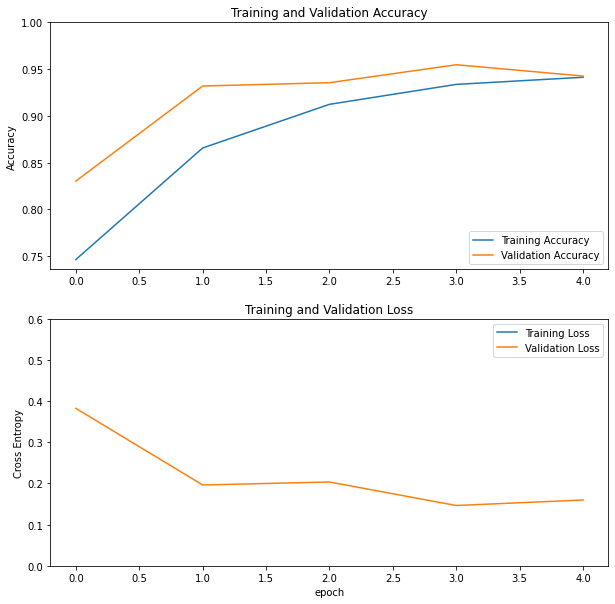 Training and Validation Accuracy
1.00
0.95
0.90
0.85
0.80
0.75
Accuracy
Training Accuracy
Validation Accuracy
0.0 0.5 1.0 1.5 2.0 2.5 3.0 3.5 4.0
Training and Validation Loss
0.6
0.5
0.4
0.3
0.2
0.1
0.0
Cross Entropy
Training Loss
Validation Loss
0.0 0.5 1.0 1.5 2.0 2.5 3.0 3.5 4.0
epoch